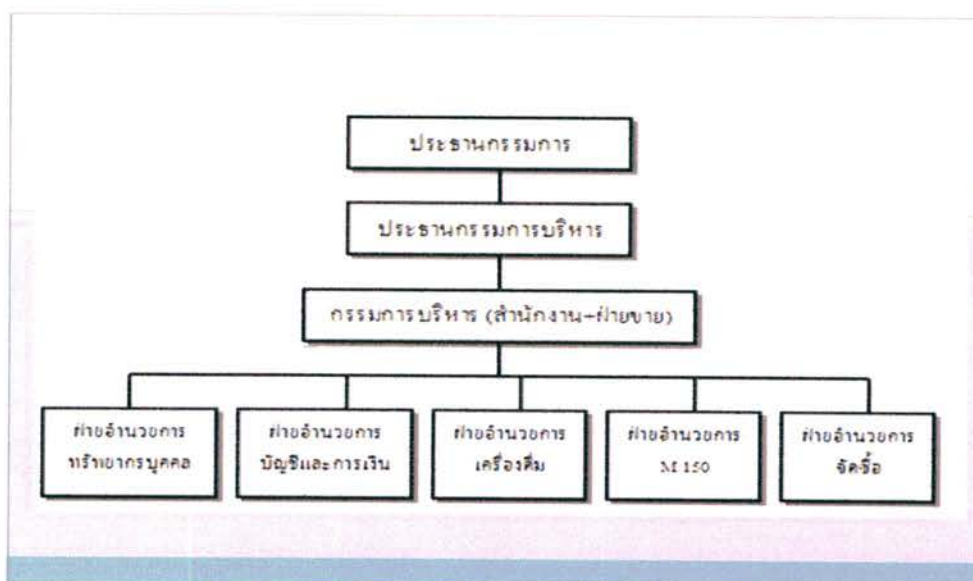 ประธานกรรมการ
ประธานกรรมการบริหาร
กรรมการบริหาร (สำนักงาน+ฝ่ายขาย)
ฝ่ายอำนวยการ
ทรัพยากรบุคคล
ฝ่ายอำนวยการ
บัญชีและการเงิน
ฝ่ายอำนวยการ
เครื่องดื่ม
ฝ่ายอำนวยการ
M 150
ฝ่ายอำนวยการ
จัดซื้อ